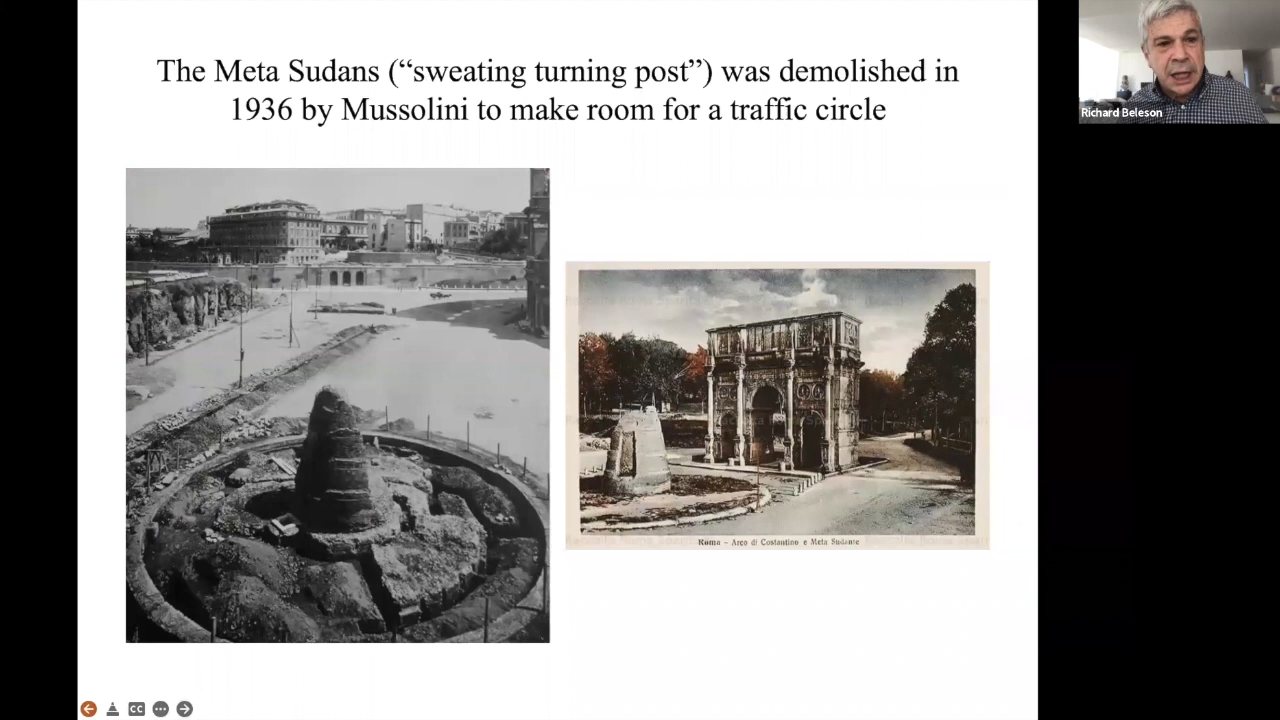 The Meta Sudans (“sweating turning post”) was demolished in
1936 by Mussolini to make room for a traffic circle
Richard Beleson
Roma – Arco di Costantino e Meta Sudante
CC